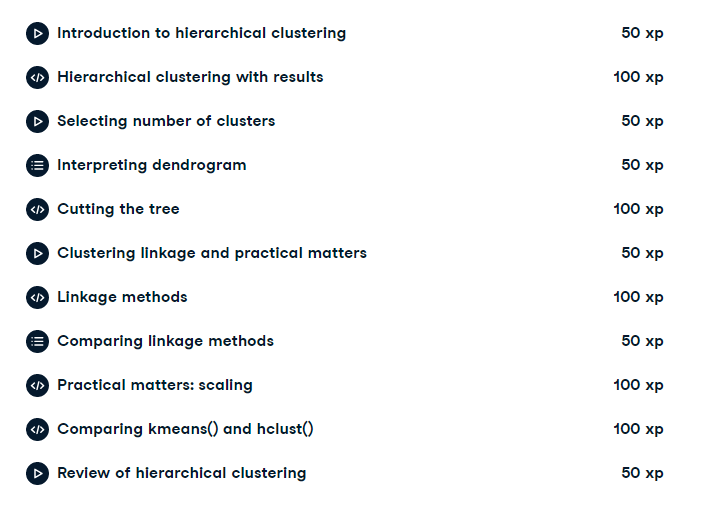 Introduction to hierarchical clustering 50 xp
Hierarchical clustering with results 100 xp
Selecting number of clusters 50 xp
Interpreting dendrogram 50 xp
Cutting the tree 100 xp
Clustering linkage and practical matters 50 xp
Linkage methods 100 xp
Comparing linkage methods 50 xp
Practical matters: scaling 100 xp
Comparing kmeans() and hclust() 100 xp
Review of hierarchical clustering 50 xp